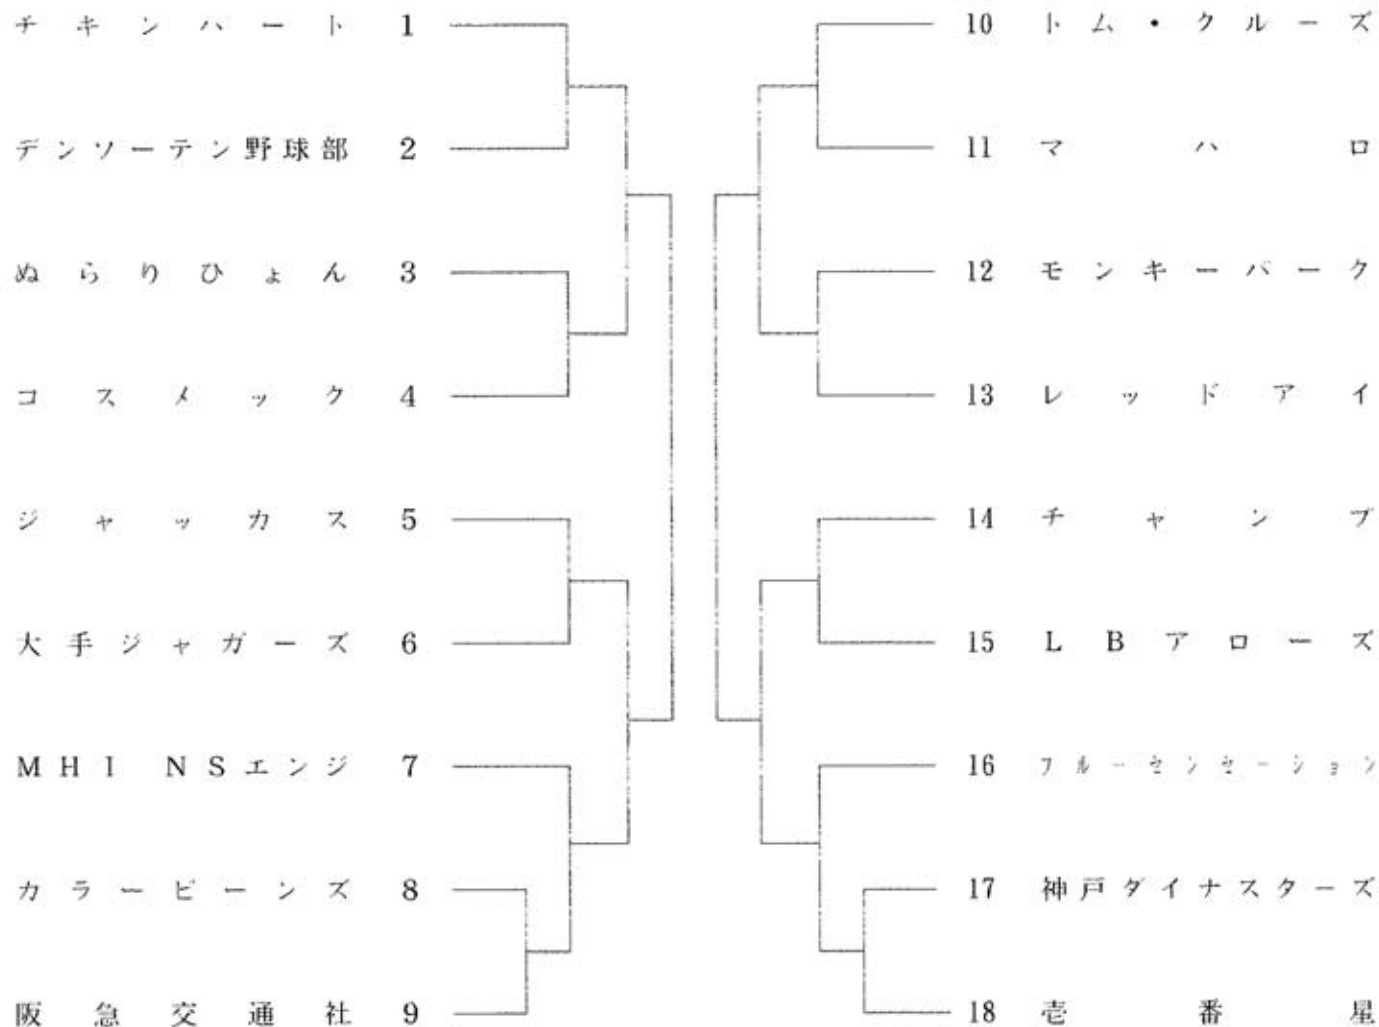 チキンハート 1
デンソーテン野球部 2
ぬらりひょん 3
コスメック 4
ジャッカス 5
大手ジャガーズ 6
MHI NSエンジ 7
カラービーンズ 8
阪急交通社 9
10 トム・クルーズ
11 マハロ
12 モンキーパーク
13 レッドアイ
14 チャンプ
15 LBアローズ
16 ブルーセンセーション
17 神戸ダイナスターズ
18 壱番星